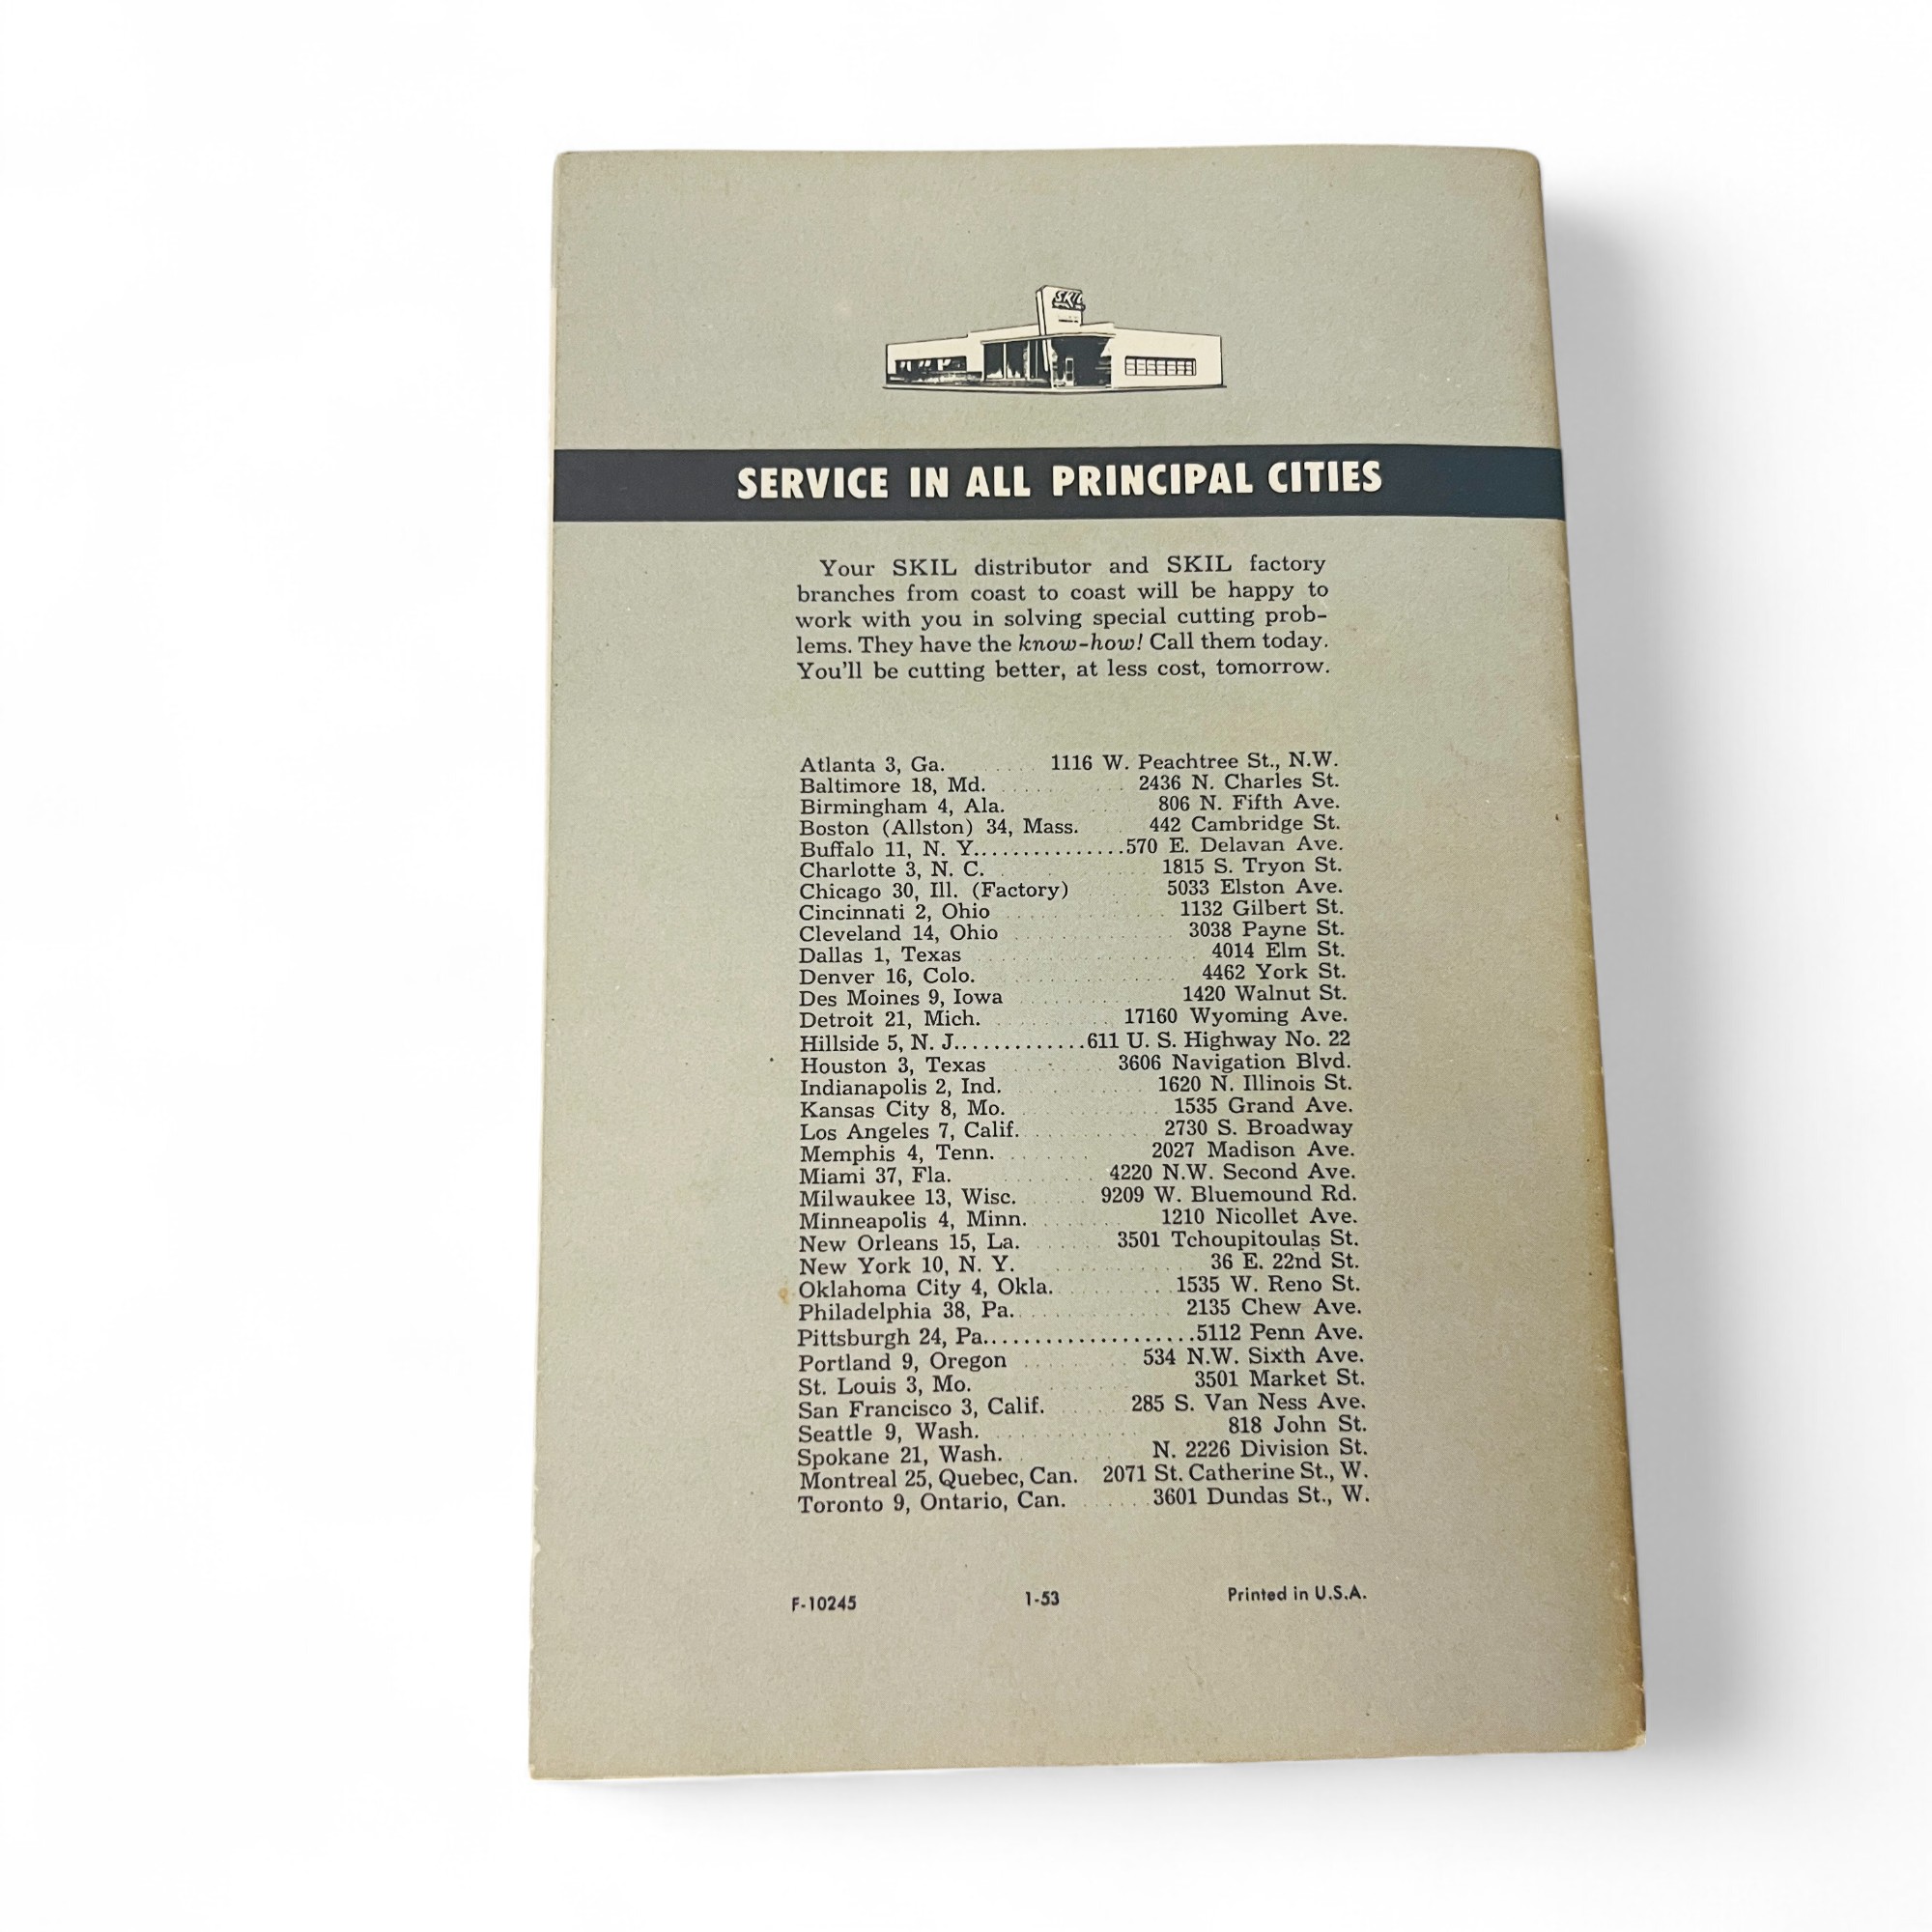 SKIL
SERVICE IN ALL PRINCIPAL CITIES
Your SKIL distributor and SKIL factory
branches from coast to coast will be happy to
work with you in solving special cutting prob-
lems. They have the know-how! Call them today.
You'll be cutting better, at less cost, tomorrow.
Atlanta 3, Ga. ....... 1116 W. Peachtree St., N.W.
Baltimore 18, Md. ............ 2436 N. Charles St.
Birmingham 4, Ala. ............ 806 N. Fifth Ave.
Boston (Allston) 34, Mass. ..... 442 Cambridge St.
Buffalo 11, N. Y................570 E. Delavan Ave.
Charlotte 3, N. C. ............ 1815 S. Tryon St.
Chicago 30, Ill. (Factory) ....... 5033 Elston Ave.
Cincinnati 2, Ohio .............. 1132 Gilbert St.
Cleveland 14, Ohio .............. 3038 Payne St.
Dallas 1, Texas .................... 4014 Elm St.
Denver 16, Colo. .................. 4462 York St.
Des Moines 9, Iowa .............. 1420 Walnut St.
Detroit 21, Mich. ........... 17160 Wyoming Ave.
Hillside 5, N. J..............611 U. S. Highway No. 22
Houston 3, Texas .......... 3606 Navigation Blvd.
Indianapolis 2, Ind. ............ 1620 N. Illinois St.
Kansas City 8, Mo. .............. 1535 Grand Ave.
Los Angeles 7, Calif. ............ 2730 S. Broadway
Memphis 4, Tenn. ............ 2027 Madison Ave.
Miami 37, Fla. ............ 4220 N.W. Second Ave.
Milwaukee 13, Wisc. ...... 9209 W. Bluemound Rd.
Minneapolis 4, Minn. .......... 1210 Nicollet Ave.
New Orleans 15, La. ....... 3501 Tchoupitoulas St.
New York 10, N. Y. ................ 36 E. 22nd St.
Oklahoma City 4, Okla. .......... 1535 W. Reno St.
Philadelphia 38, Pa. .............. 2135 Chew Ave.
Pittsburgh 24, Pa.......................5112 Penn Ave.
Portland 9, Oregon ......... 534 N.W. Sixth Ave.
St. Louis 3, Mo. .................. 3501 Market St.
San Francisco 3, Calif. ...... 285 S. Van Ness Ave.
Seattle 9, Wash. .................... 818 John St.
Spokane 21, Wash. ............ N. 2226 Division St.
Montreal 25, Quebec, Can. 2071 St. Catherine St., W.
Toronto 9, Ontario, Can. ....... 3601 Dundas St., W.
F-10245 1-53 Printed in U.S.A.